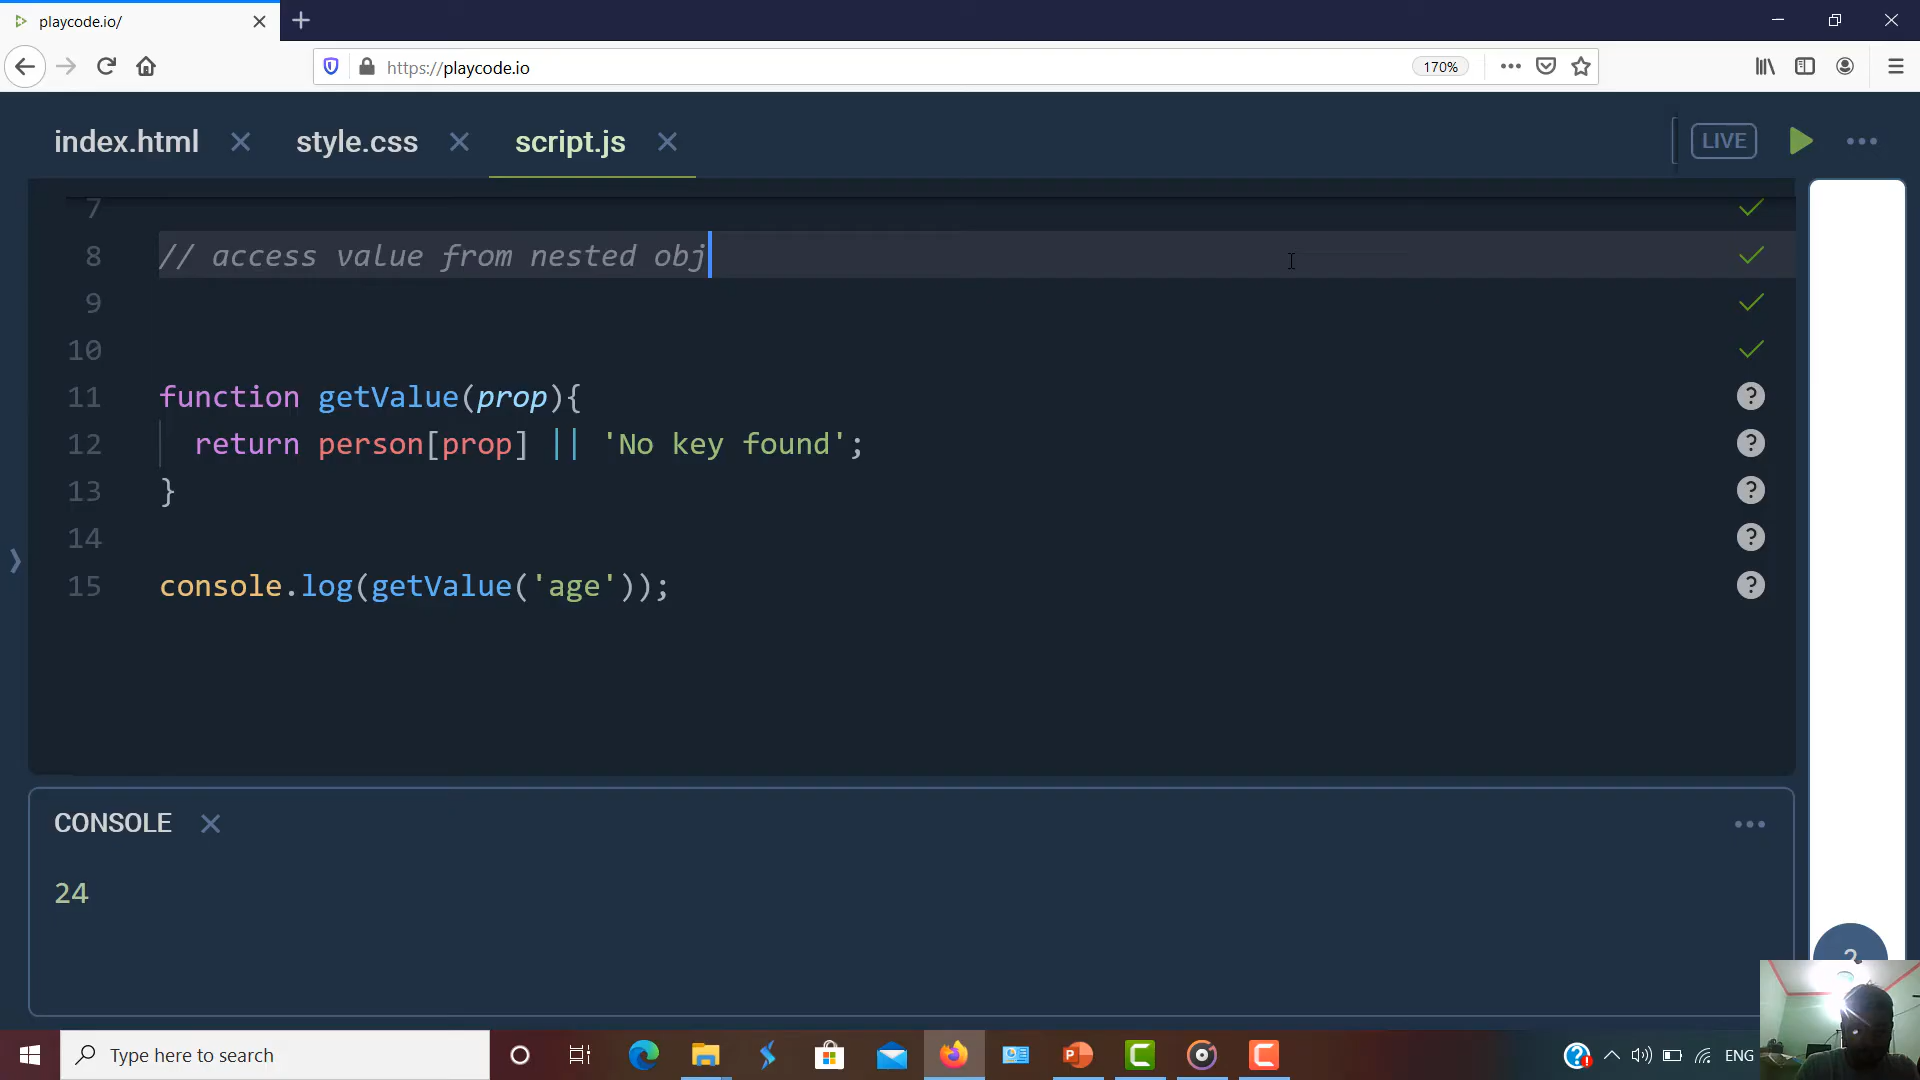 playcode.io/
https://playcode.io
170%
index.html
style.css
script.js
LIVE
7
8 // access value from nested obj
9
10
11 function getValue(prop){
12 return person[prop] || 'No key found';
13 }
14
15 console.log(getValue('age'));
CONSOLE
24
Type here to search
ENG